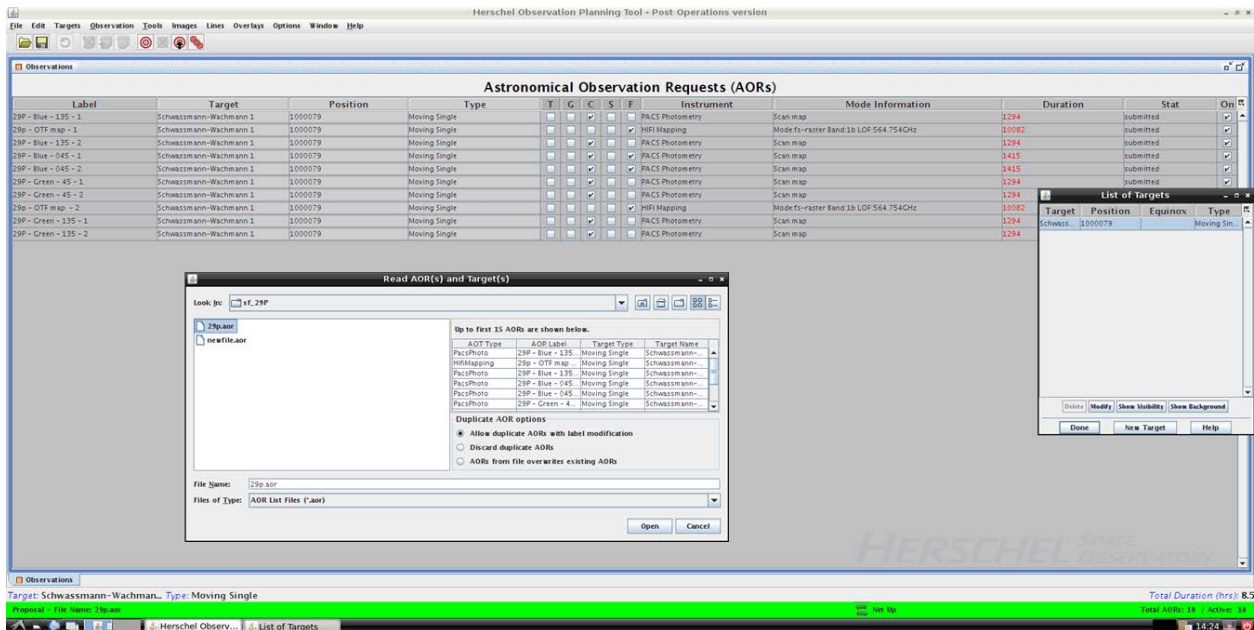 Herschel Observation Planning Tool - Post Operations version
File Edit Targets Observation Tools Images Lines Overlays Options Window Help
Observations
Astronomical Observation Requests (AORs)
Label Target Position Type T G C S F Instrument Mode Information Duration Stat On
29P - Blue - 135 - 1 Schwassmann-Wachmann 1 1000079 Moving Single PACS Photometry Scan map 1294 submitted
29p - OTF map - 1 Schwassmann-Wachmann 1 1000079 Moving Single HIFI Mapping Mode:fs-raster Band:1b LOF:564.754GHz 10082 submitted
29P - Blue - 135 - 2 Schwassmann-Wachmann 1 1000079 Moving Single PACS Photometry Scan map 1294 submitted
29P - Blue - 045 - 1 Schwassmann-Wachmann 1 1000079 Moving Single PACS Photometry Scan map 1415 submitted
29P - Blue - 045 - 2 Schwassmann-Wachmann 1 1000079 Moving Single PACS Photometry Scan map 1415 submitted
29P - Green - 45 - 1 Schwassmann-Wachmann 1 1000079 Moving Single PACS Photometry Scan map 1294 submitted
29P - Green - 45 - 2 Schwassmann-Wachmann 1 1000079 Moving Single PACS Photometry Scan map 1294
29p - OTF map - 2 Schwassmann-Wachmann 1 1000079 Moving Single HIFI Mapping Mode:fs-raster Band:1b LOF:564.754GHz 10082
29P - Green - 135 - 1 Schwassmann-Wachmann 1 1000079 Moving Single PACS Photometry Scan map 1294
29P - Green - 135 - 2 Schwassmann-Wachmann 1 1000079 Moving Single PACS Photometry Scan map 1294
List of Targets
Target Position Equinox Type
Schwass... 1000079 Moving Sin...
Delete Modify Show Visibility Show Background
Done New Target Help
Read AOR(s) and Target(s)
Look In: sf_29P
29p.aor
newfile.aor
Up to first 15 AORs are shown below.
AOT Type AOR Label Target Type Target Name
PacsPhoto 29P - Blue - 135... Moving Single Schwassmann-...
HifiMapping 29p - OTF map ... Moving Single Schwassmann-...
PacsPhoto 29P - Blue - 135... Moving Single Schwassmann-...
PacsPhoto 29P - Blue - 045... Moving Single Schwassmann-...
PacsPhoto 29P - Blue - 045... Moving Single Schwassmann-...
PacsPhoto 29P - Green - 4... Moving Single Schwassmann-...
Duplicate AOR options
Allow duplicate AORs with label modification
Discard duplicate AORs
AORs from file overwrites existing AORs
File Name: 29p.aor
Files of Type: AOR List Files (*.aor)
Open Cancel
HERSCHEL SPACE OBSERVATORY
Observations
Target: Schwassmann-Wachman... Type: Moving Single Total Duration (hrs): 8.5
Proposal - File Name: 29p.aor Net Up Total AORs: 10 / Active: 10
Herschel Observ... List of Targets 14:24